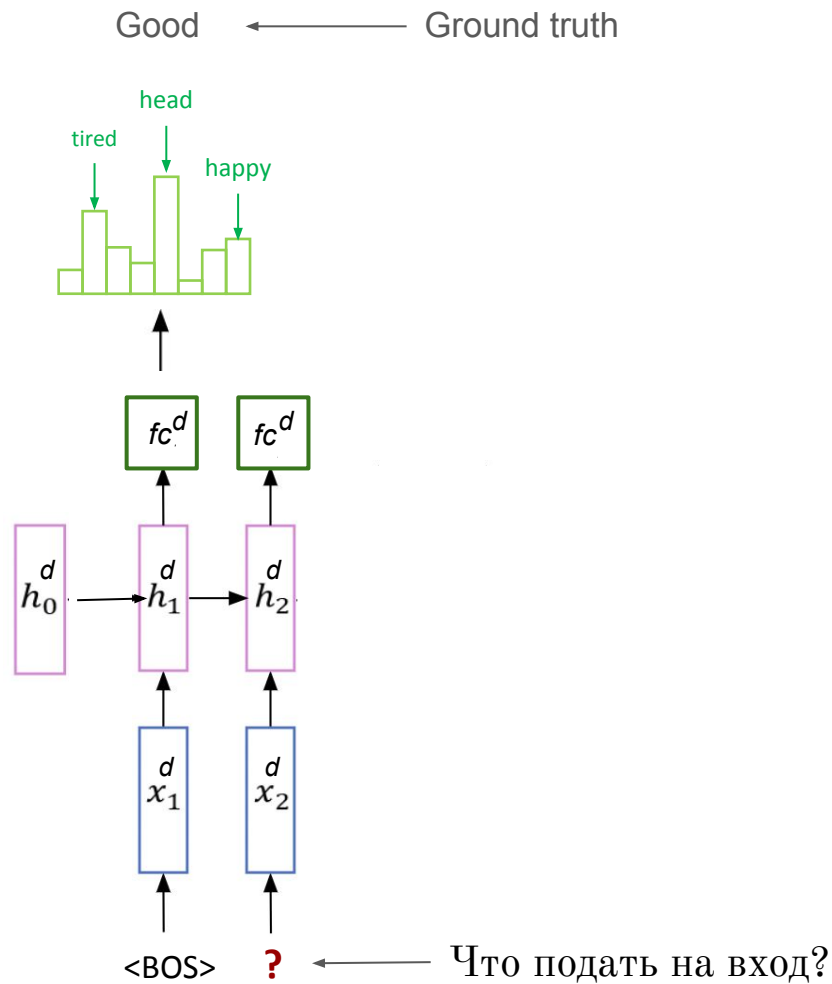 Good Ground truth
head
tired
happy
fc^d fc^d
h_0^d h_1^d h_2^d
x_1^d x_2^d
<BOS> ? Что подать на вход?